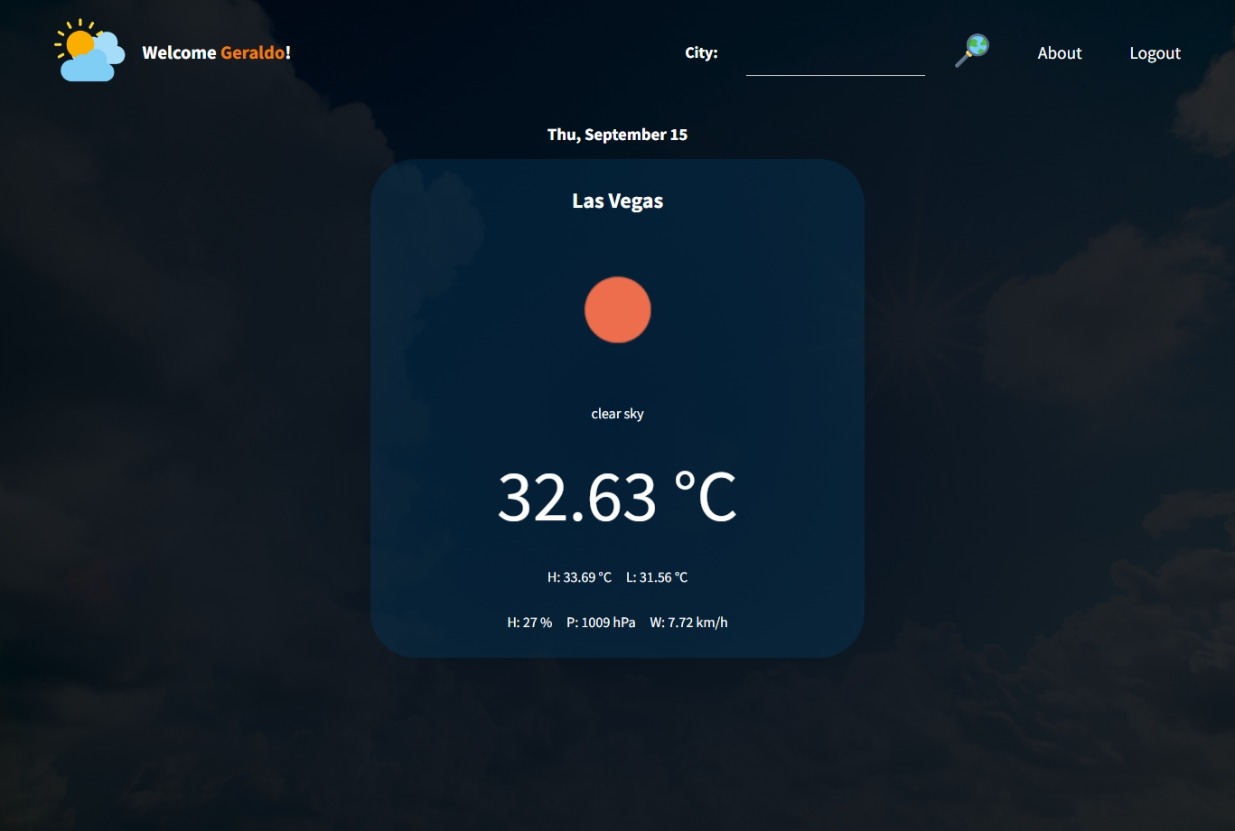 Welcome Geraldo!
City:
About
Logout
Thu, September 15
Las Vegas
clear sky
32.63 °C
H: 33.69 °C L: 31.56 °C
H: 27 % P: 1009 hPa W: 7.72 km/h